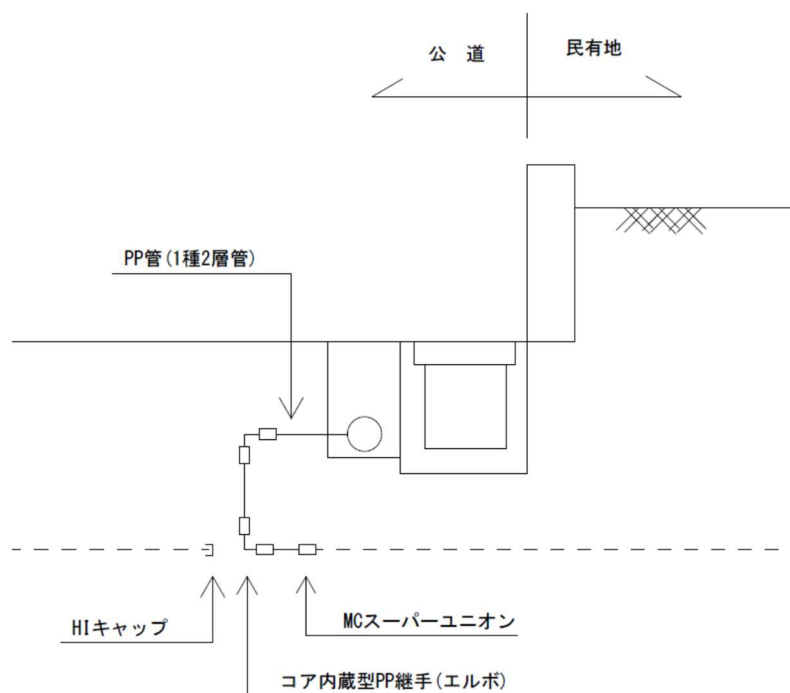 公　道
民有地
PP管(1種2層管)
HIキャップ
MCスーパーユニオン
コア内蔵型PP継手(エルボ)